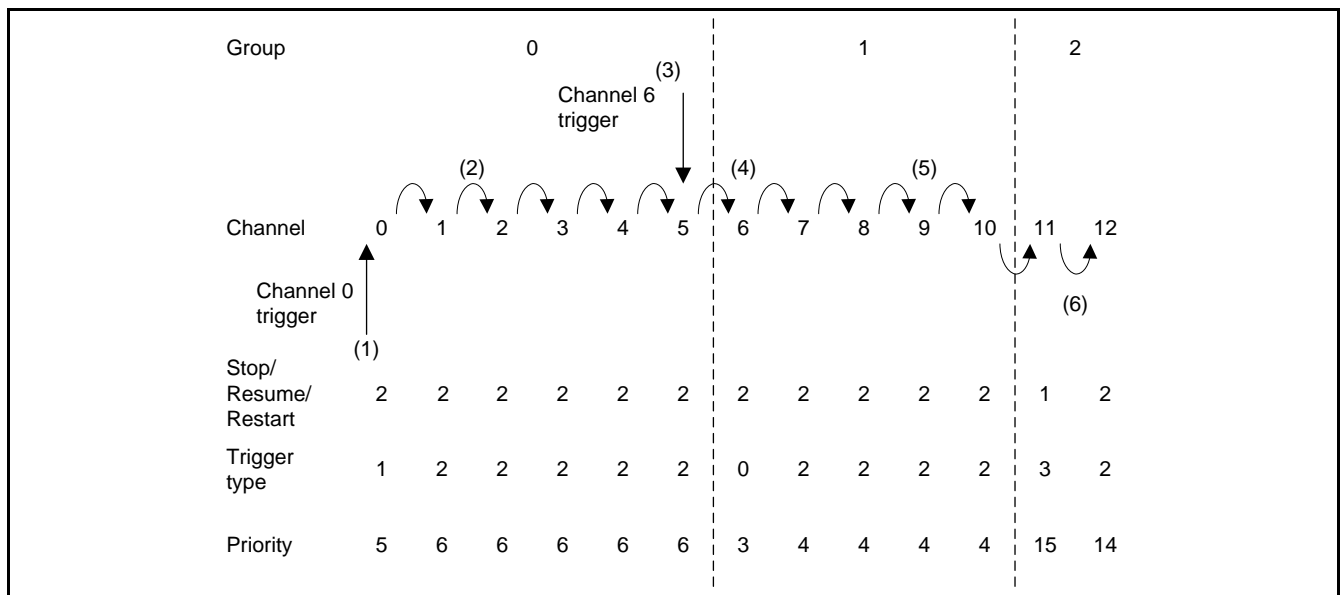 Group 0 1 2
(3)
Channel 6
trigger
(2) (4) (5)
Channel 0 1 2 3 4 5 6 7 8 9 10 11 12
Channel 0
trigger
(6)
(1)
Stop/
Resume/
Restart
2 2 2 2 2 2 2 2 2 2 2 1 2
Trigger
type
1 2 2 2 2 2 0 2 2 2 2 3 2
Priority 5 6 6 6 6 6 3 4 4 4 4 15 14